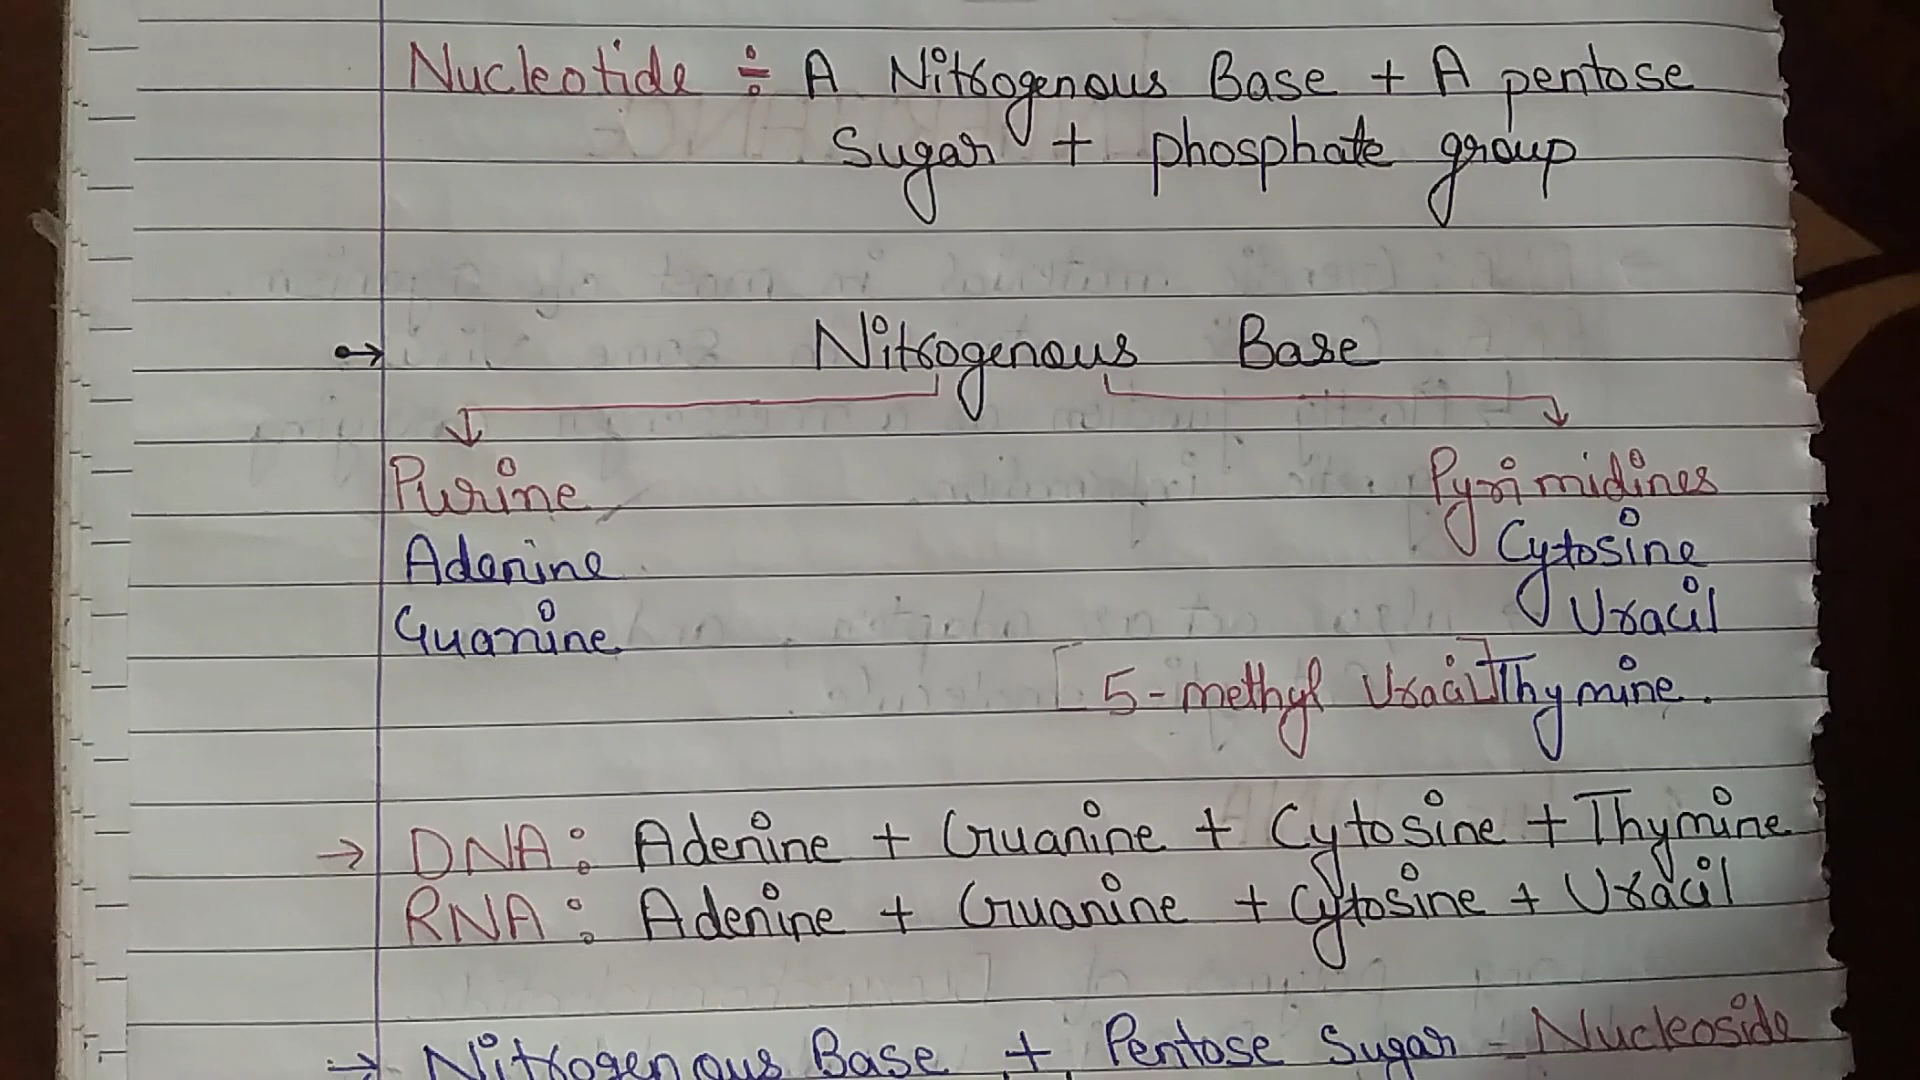 Nucleotide ÷ A Nitrogenous Base + A pentose
Sugar + phosphate group
→ Nitrogenous Base
Purine Pyrimidines
Adenine Cytosine
Guanine Uracil
[5-methyl Uracil] Thymine.
→ DNA: Adenine + Guanine + Cytosine + Thymine
RNA: Adenine + Guanine + Cytosine + Uracil
→ Nitrogenous Base + Pentose Sugar - Nucleoside